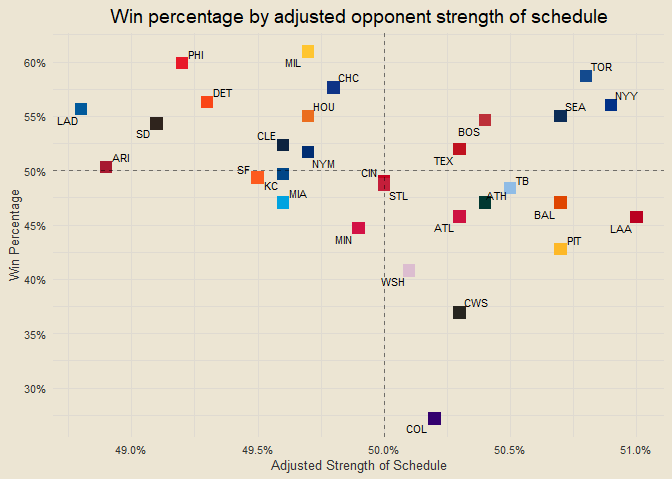 Win percentage by adjusted opponent strength of schedule
Win Percentage
60%
55%
50%
45%
40%
35%
30%
PHI
MIL
TOR
CHC
DET
NYY
LAD
HOU
SEA
SD
BOS
CLE
TEX
ARI
NYM
SF
CIN
KC
TB
MIA
STL
ATH
BAL
ATL
LAA
MIN
PIT
WSH
CWS
COL
49.0%
49.5%
50.0%
50.5%
51.0%
Adjusted Strength of Schedule